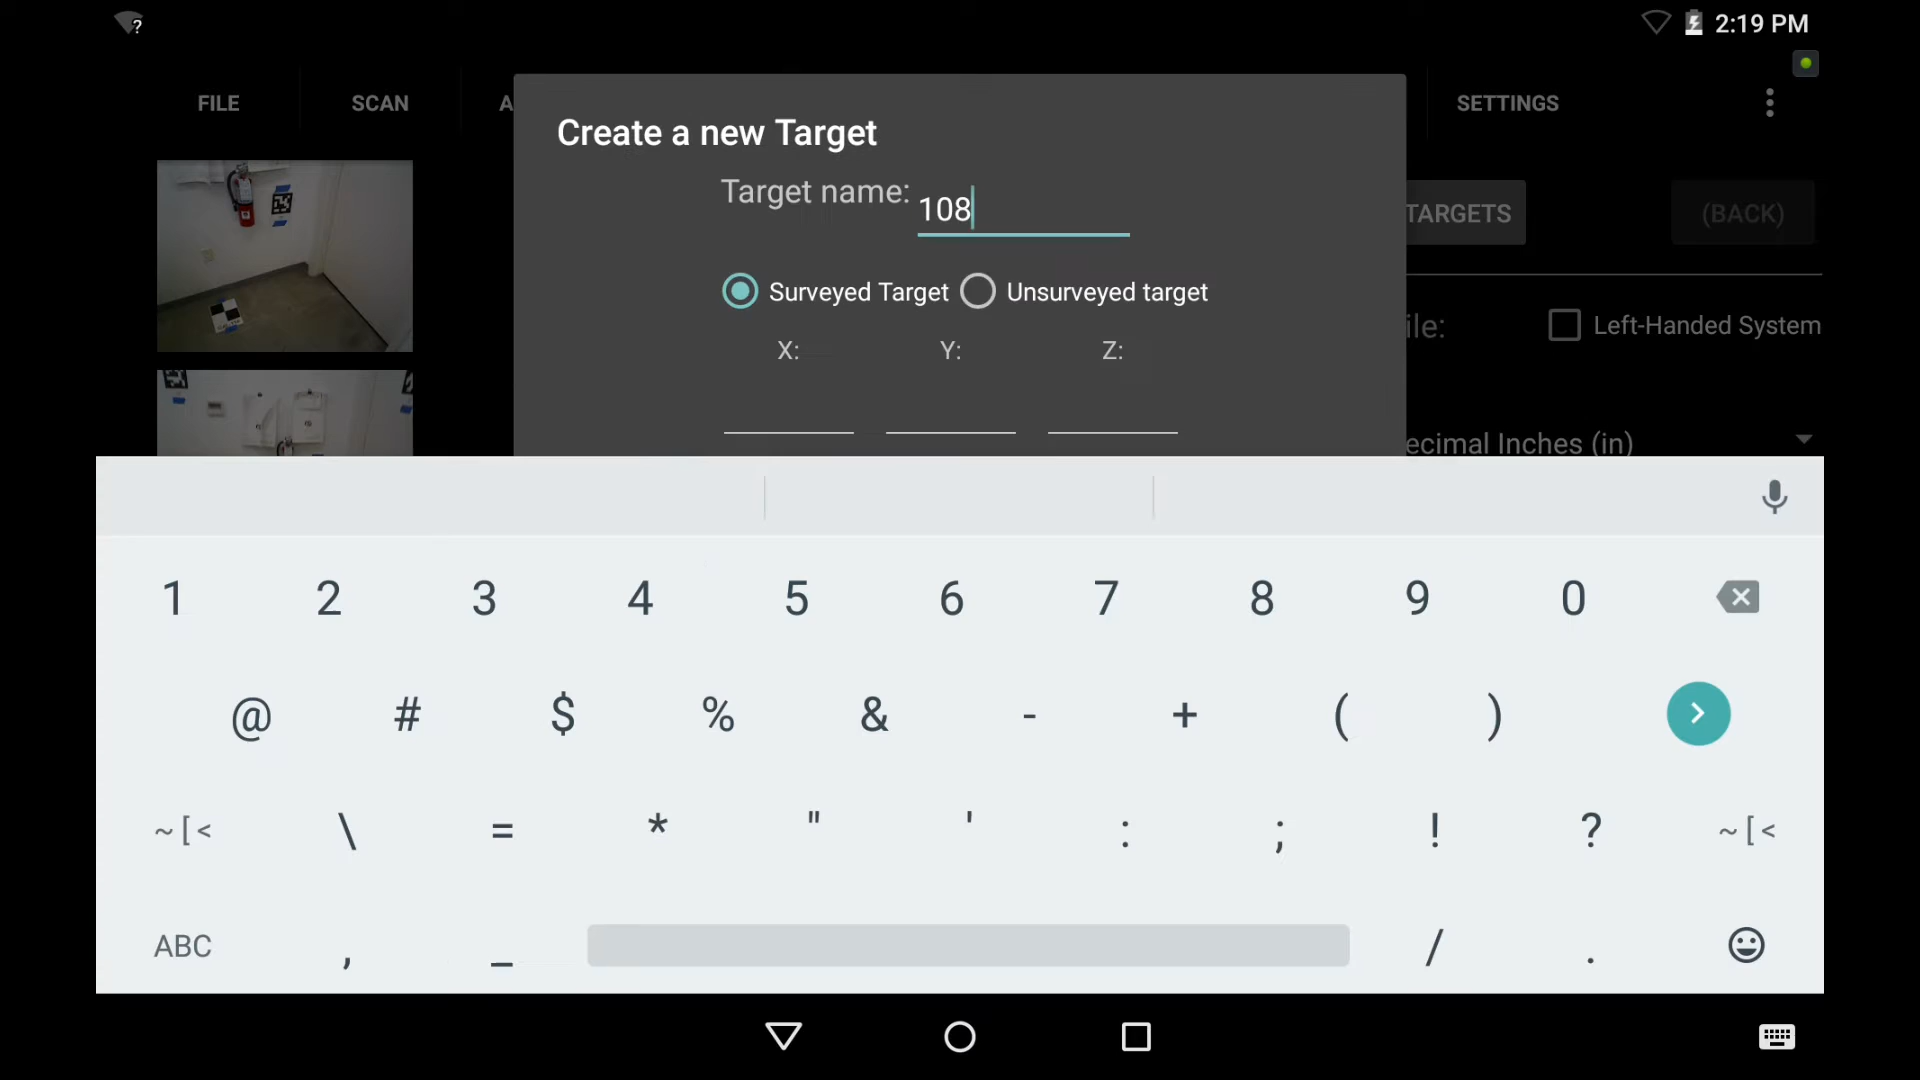 2:19 PM
FILE
SCAN
A
SETTINGS
Create a new Target
Target name: 108
TARGETS
(BACK)
Surveyed Target
Unsurveyed target
ile:
Left-Handed System
X:
Y:
Z:
ecimal Inches (in)
1 2 3 4 5 6 7 8 9 0
@ # $ % & - + ( )
~ [ < \ = * " ' : ; ! ? ~ [ <
ABC , _ / .